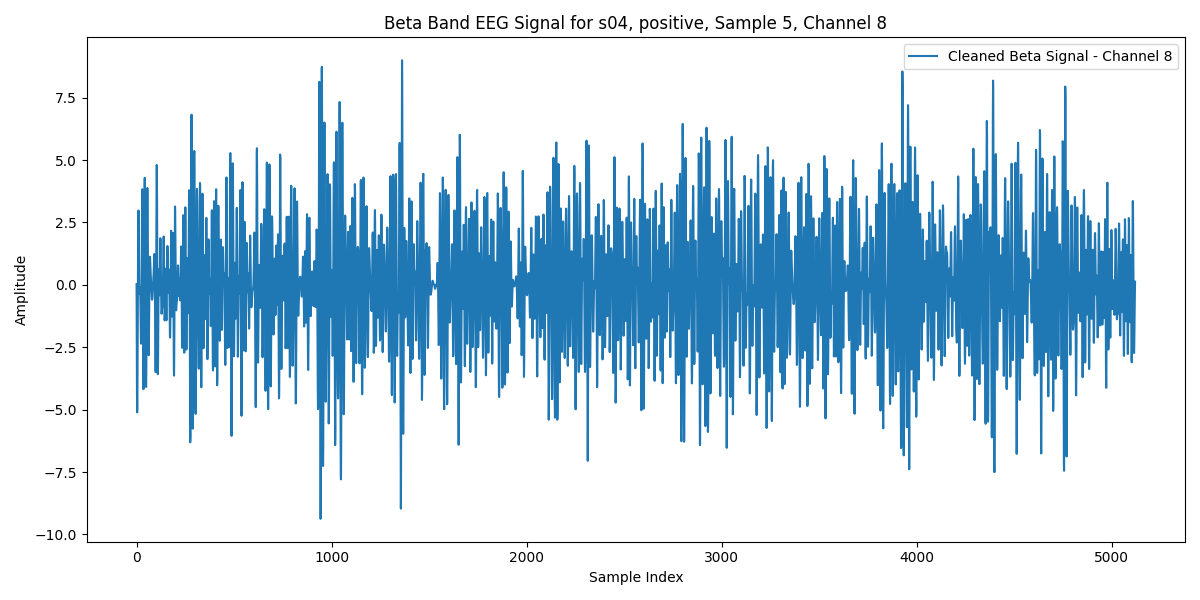 Beta Band EEG Signal for s04, positive, Sample 5, Channel 8
Cleaned Beta Signal - Channel 8
7.5
5.0
2.5
0.0
−2.5
−5.0
−7.5
−10.0
Amplitude
0 1000 2000 3000 4000 5000
Sample Index